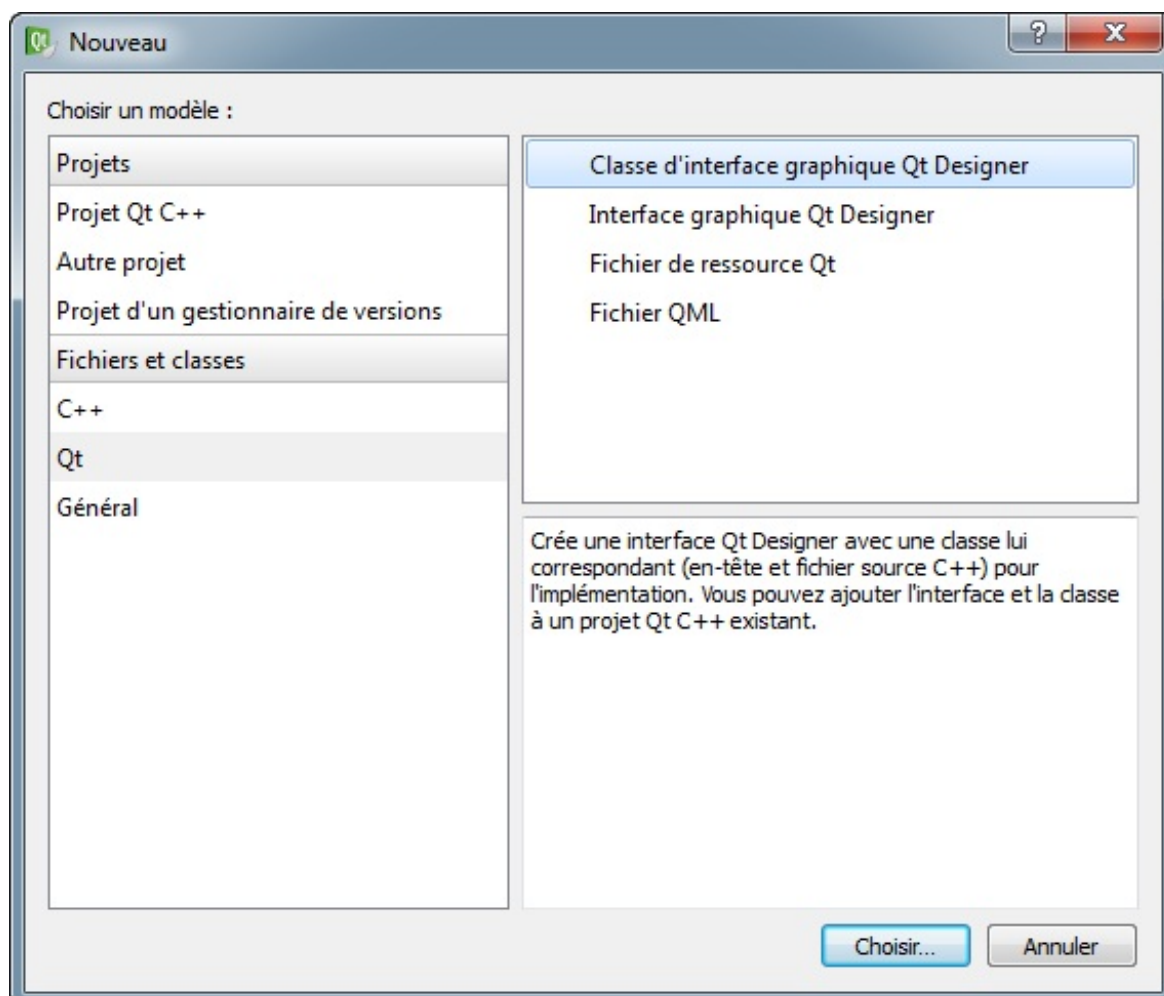 Qt Nouveau
?
X
Choisir un modèle :
Projets
Projet Qt C++
Autre projet
Projet d'un gestionnaire de versions
Fichiers et classes
C++
Qt
Général
Classe d'interface graphique Qt Designer
Interface graphique Qt Designer
Fichier de ressource Qt
Fichier QML
Crée une interface Qt Designer avec une classe lui
correspondant (en-tête et fichier source C++) pour
l'implémentation. Vous pouvez ajouter l'interface et la classe
à un projet Qt C++ existant.
Choisir...
Annuler